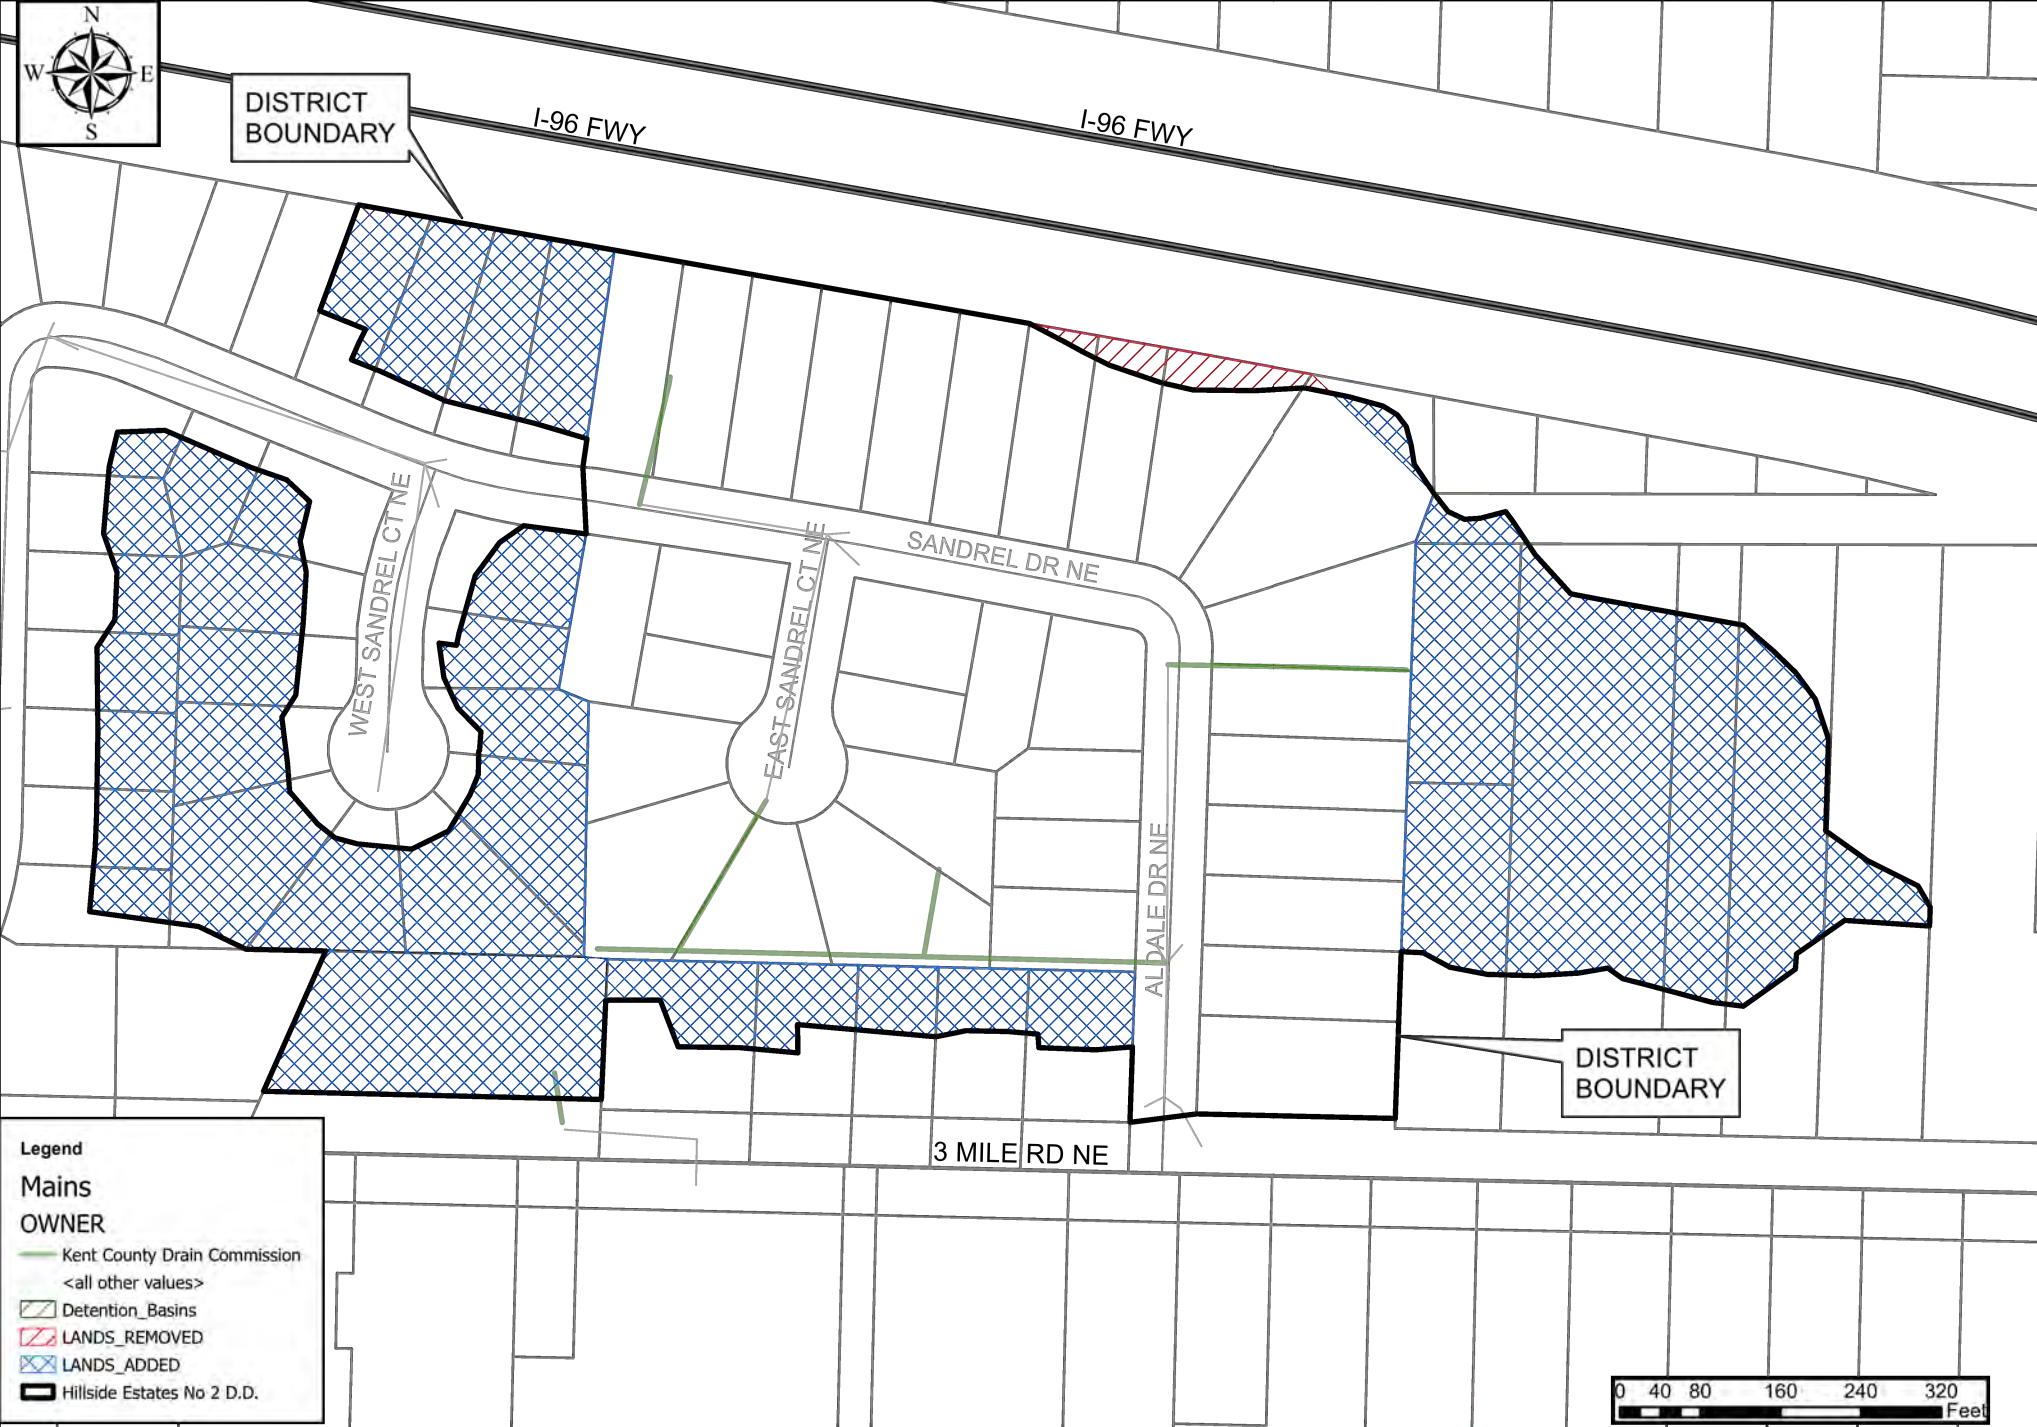 N
W E
S
DISTRICT
BOUNDARY
I-96 FWY
I-96 FWY
SANDREL DR NE
WEST SANDREL CT NE
EAST SANDREL CT NE
ALDALE DR NE
DISTRICT
BOUNDARY
3 MILE RD NE
Legend
Mains
OWNER
Kent County Drain Commission
<all other values>
Detention_Basins
LANDS_REMOVED
LANDS_ADDED
Hillside Estates No 2 D.D.
0 40 80 160 240 320
Feet